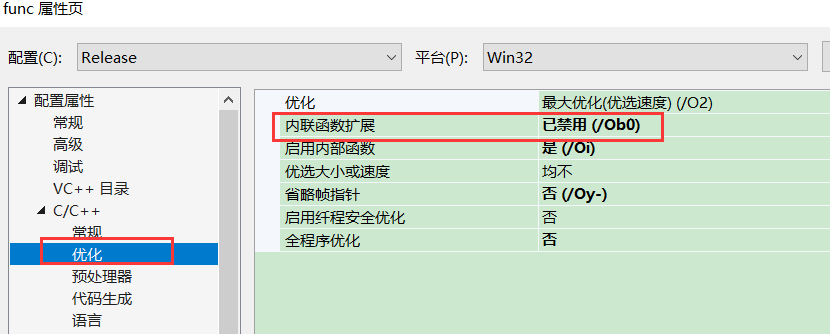 func 属性页
配置(C): Release 平台(P): Win32
配置属性
常规
高级
调试
VC++ 目录
C/C++
常规
优化
预处理器
代码生成
语言
优化 最大优化(优选速度) (/O2)
内联函数扩展 已禁用 (/Ob0)
启用内部函数 是 (/Oi)
优选大小或速度 均不
省略帧指针 否 (/Oy-)
启用纤程安全优化 否
全程序优化 否